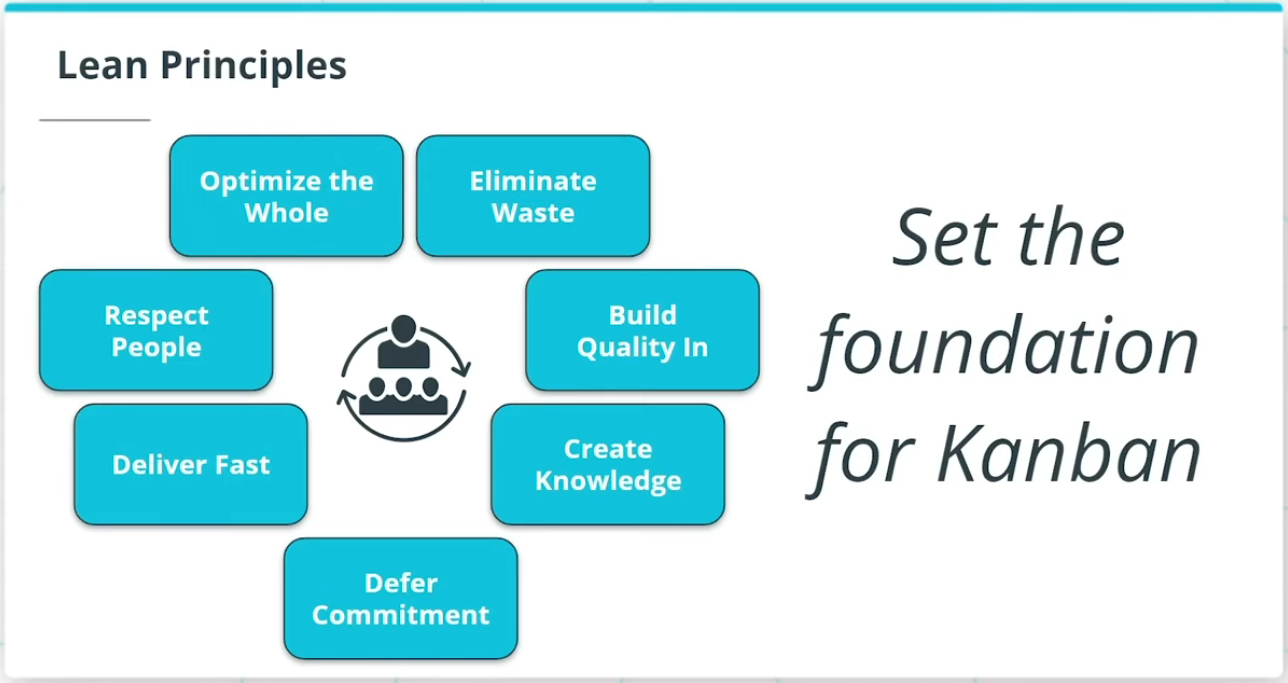 Lean Principles
Optimize the
Whole
Eliminate
Waste
Respect
People
Build
Quality In
Deliver Fast
Create
Knowledge
Defer
Commitment
Set the
foundation
for Kanban